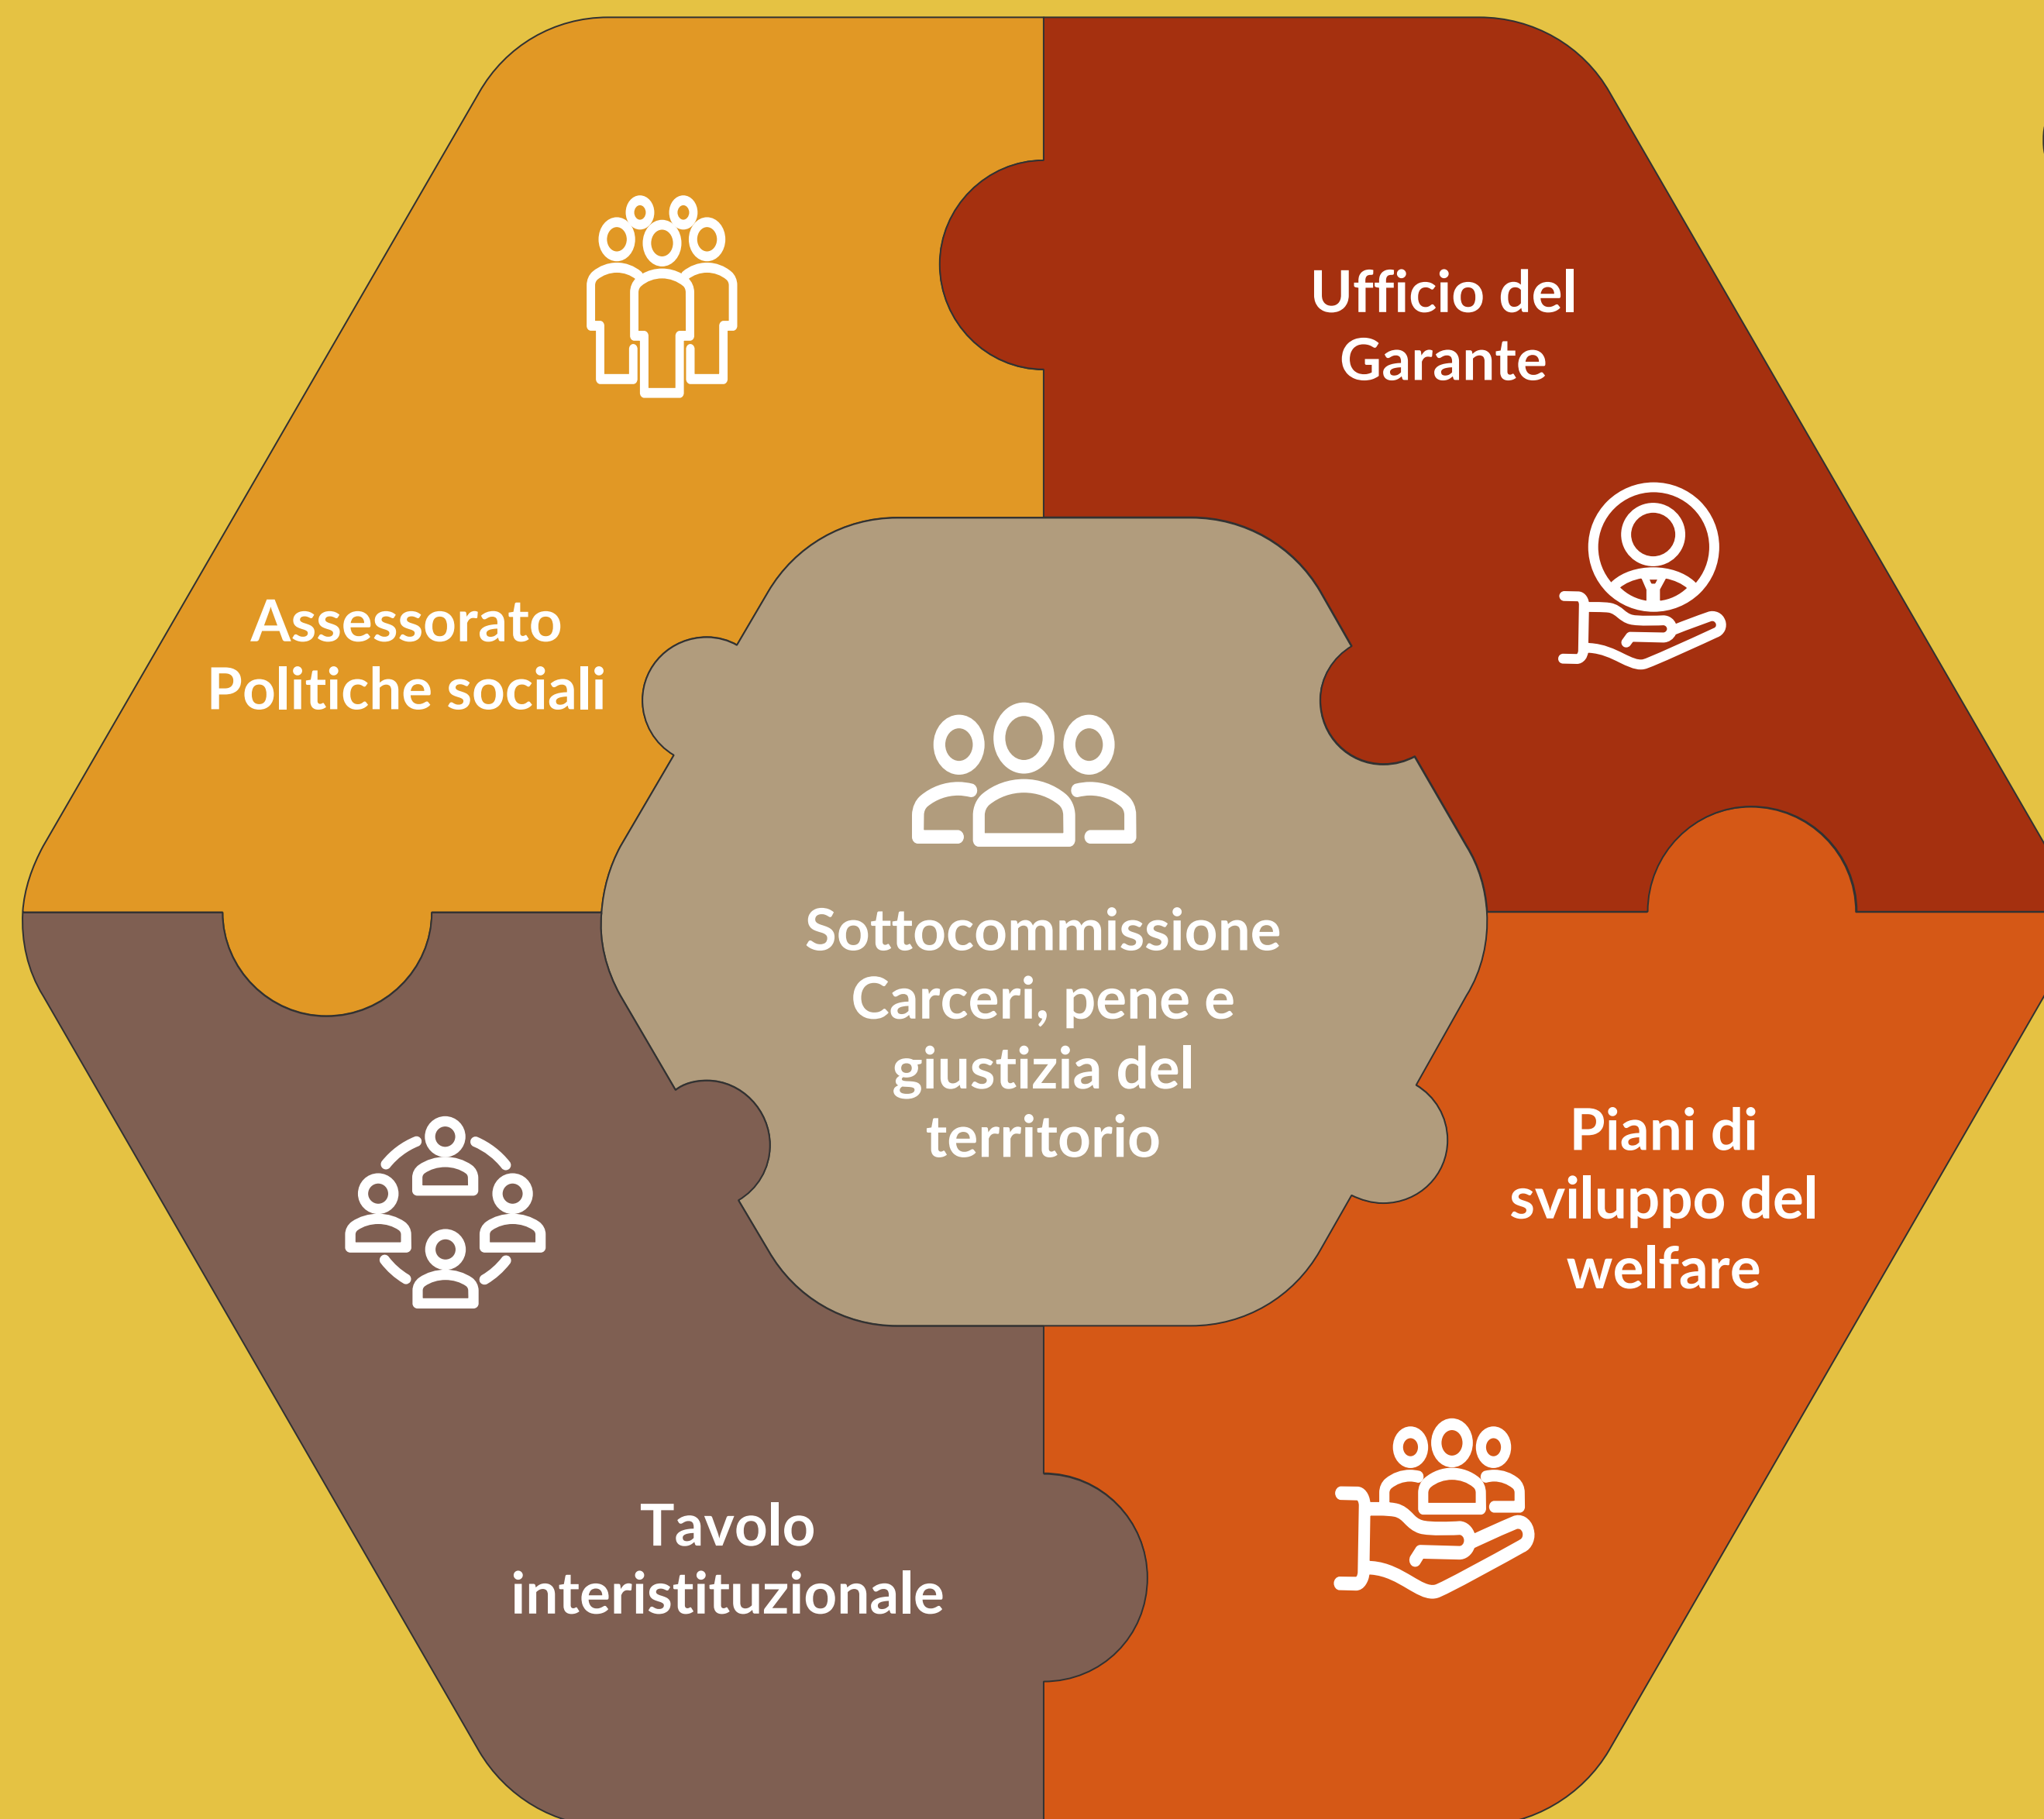 Ufficio del
Garante
Assessorato
Politiche sociali
Sottocommissione
Carceri, pene e
giustizia del
territorio
Piani di
sviluppo del
welfare
Tavolo
interistituzionale